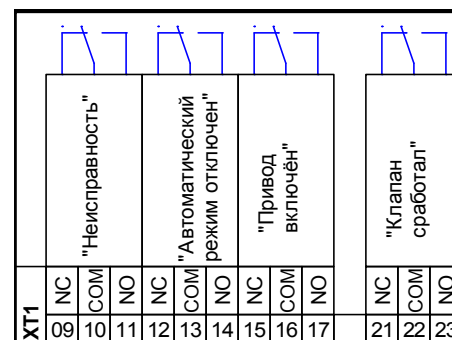 "Неисправность"
"Автоматический
режим отключен"
"Привод
включён"
"Клапан
сработал"
XT1
NC COM NO NC COM NO NC COM NO NC COM NO
09 10 11 12 13 14 15 16 17 21 22 23